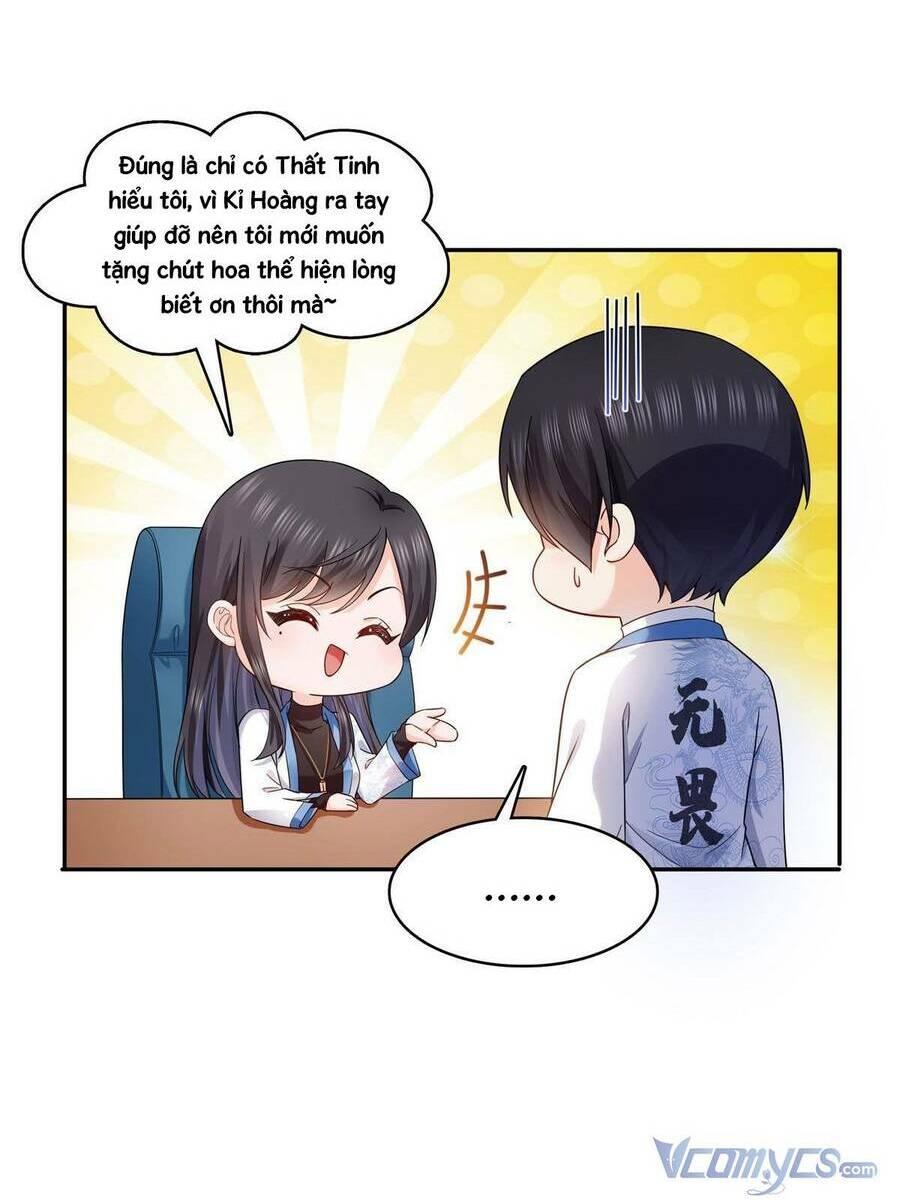 Đúng là chỉ có Thất Tinh
hiểu tôi, vì Kỉ Hoàng ra tay
giúp đỡ nên tôi mới muốn
tặng chút hoa thể hiện lòng
biết ơn thôi mà~
无
畏
......
Vcomycs.com